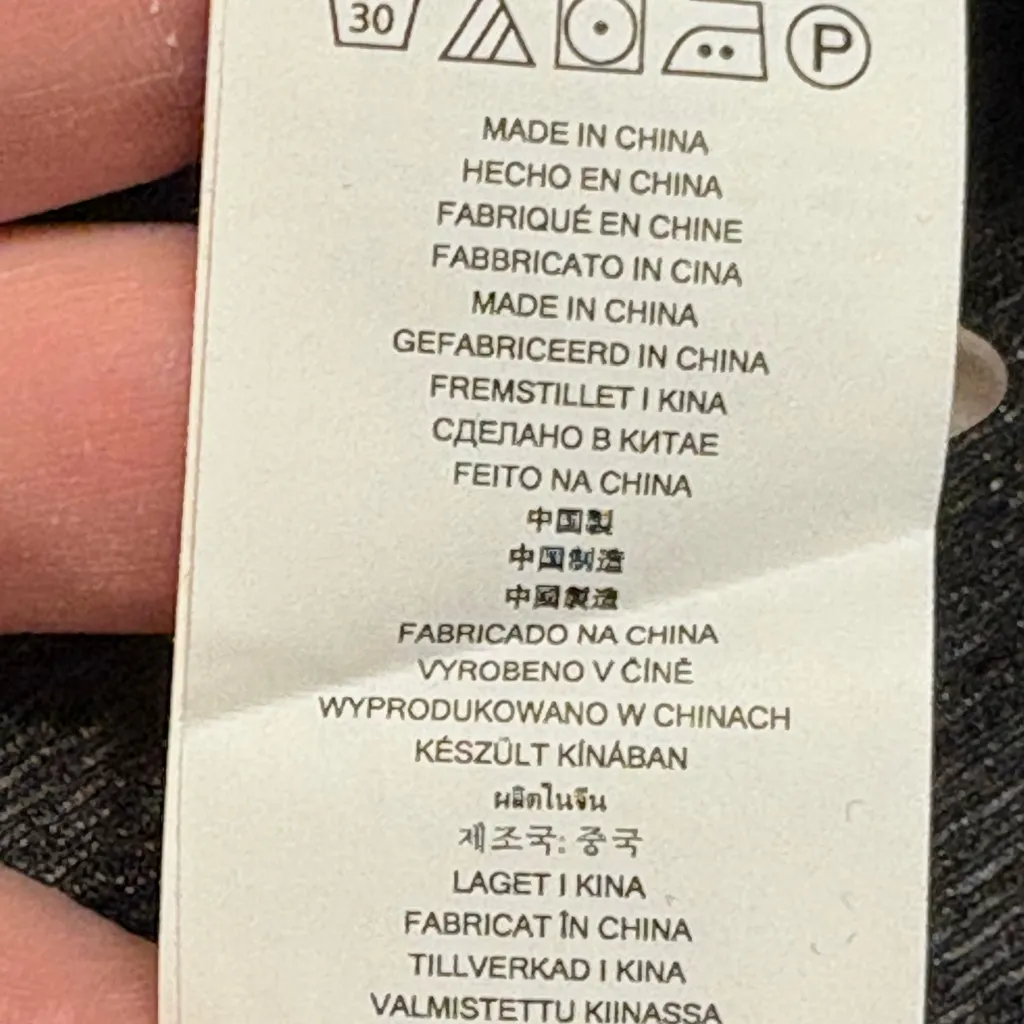 30
P
MADE IN CHINA
HECHO EN CHINA
FABRIQUÉ EN CHINE
FABBRICATO IN CINA
MADE IN CHINA
GEFABRICEERD IN CHINA
FREMSTILLET I KINA
СДЕЛАНО В КИТАЕ
FEITO NA CHINA
中国製
中国制造
中國製造
FABRICADO NA CHINA
VYROBENO V ČÍNĚ
WYPRODUKOWANO W CHINACH
KÉSZÜLT KÍNÁBAN
ผลิตในจีน
제조국: 중국
LAGET I KINA
FABRICAT ÎN CHINA
TILLVERKAD I KINA
VALMISTETTU KIINASSA